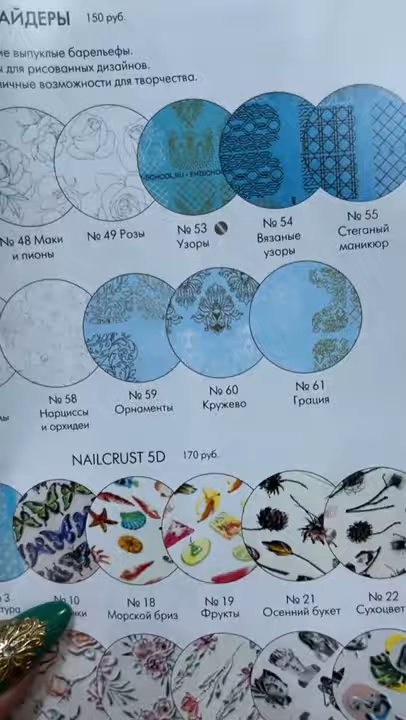 АЙДЕРЫ 150 руб.
ие выпуклые барельефы.
ы для рисованных дизайнов.
ничные возможности для творчества.
№ 48 Маки
и пионы
№ 49 Розы
№ 53
Узоры
№ 54
Вязаные
узоры
№ 55
Стеганый
маникюр
№ 58
Нарциссы
и орхидеи
№ 59
Орнаменты
№ 60
Кружево
№ 61
Грация
NAILCRUST 5D 170 руб.
№ 10
№ 18
Морской бриз
№ 19
Фрукты
№ 21
Осенний букет
№ 22
Сухоцвет